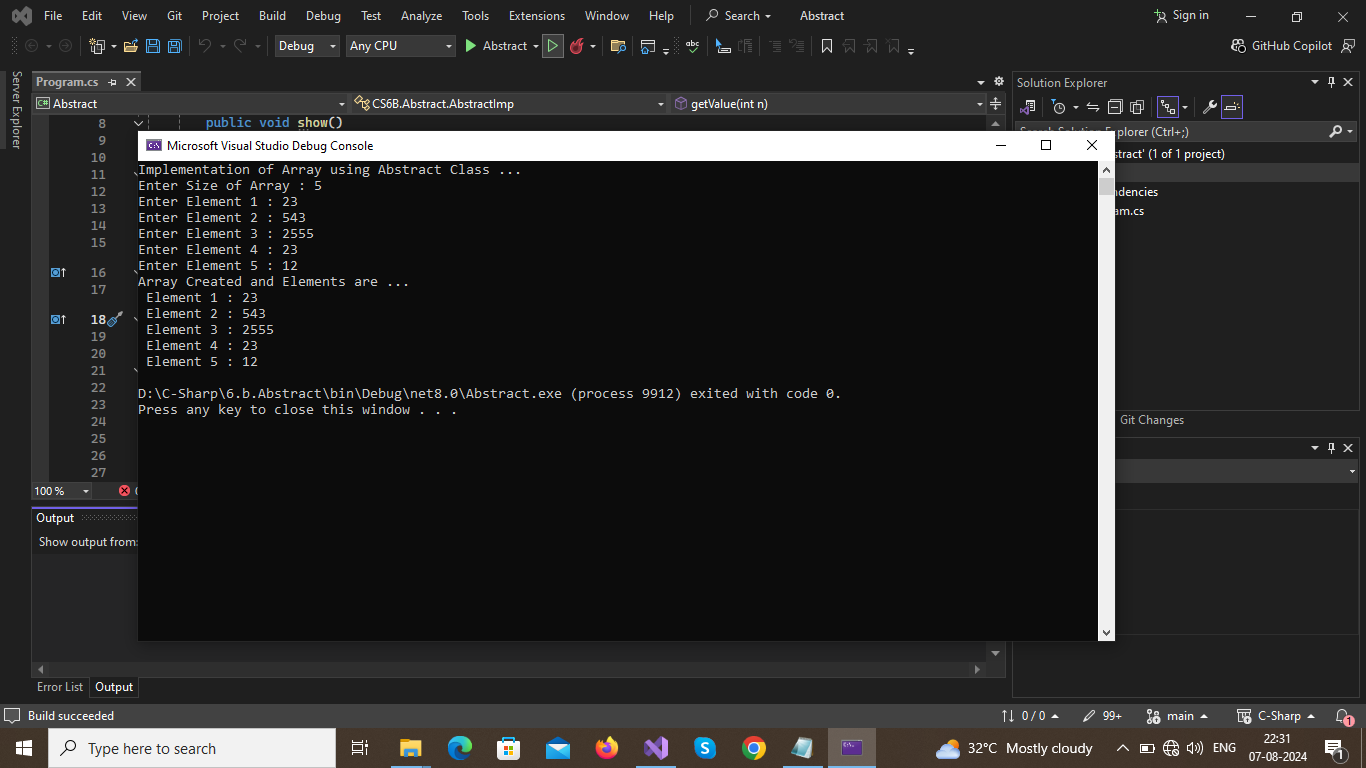 File Edit View Git Project Build Debug Test Analyze Tools Extensions Window Help Search Abstract Sign in
Debug Any CPU Abstract GitHub Copilot
Server Explorer
Program.cs
Abstract CS6B.Abstract.AbstractImp getValue(int n)
8 public void show()
9
10
11
12
13
14
15
16
17
18
19
20
21
22
23
24
25
26
27
100 %
Microsoft Visual Studio Debug Console
Implementation of Array using Abstract Class ...
Enter Size of Array : 5
Enter Element 1 : 23
Enter Element 2 : 543
Enter Element 3 : 2555
Enter Element 4 : 23
Enter Element 5 : 12
Array Created and Elements are ...
Element 1 : 23
Element 2 : 543
Element 3 : 2555
Element 4 : 23
Element 5 : 12
D:\C-Sharp\6.b.Abstract\bin\Debug\net8.0\Abstract.exe (process 9912) exited with code 0.
Press any key to close this window . . .
Solution Explorer
Search Solution Explorer (Ctrl+;)
stract' (1 of 1 project)
ndencies
am.cs
Git Changes
Output
Show output from:
Error List Output
Build succeeded 0 / 0 99+ main C-Sharp 1
Type here to search 32°C Mostly cloudy ENG 22:31
07-08-2024 1